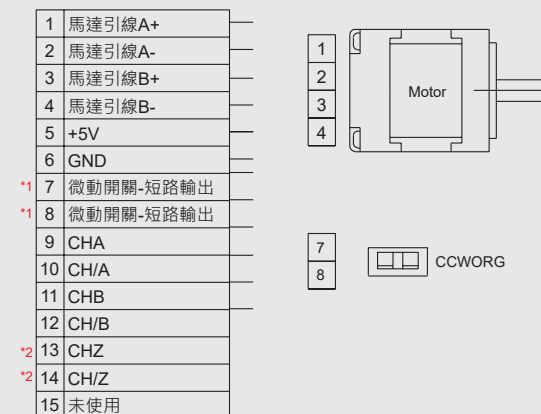 1 馬達引線A+
2 馬達引線A-
3 馬達引線B+
4 馬達引線B-
5 +5V
6 GND
*1 7 微動開關-短路輸出
*1 8 微動開關-短路輸出
9 CHA
10 CH/A
11 CHB
12 CH/B
*2 13 CHZ
*2 14 CH/Z
15 未使用
1
2
3
4
Motor
7
8
CCWORG